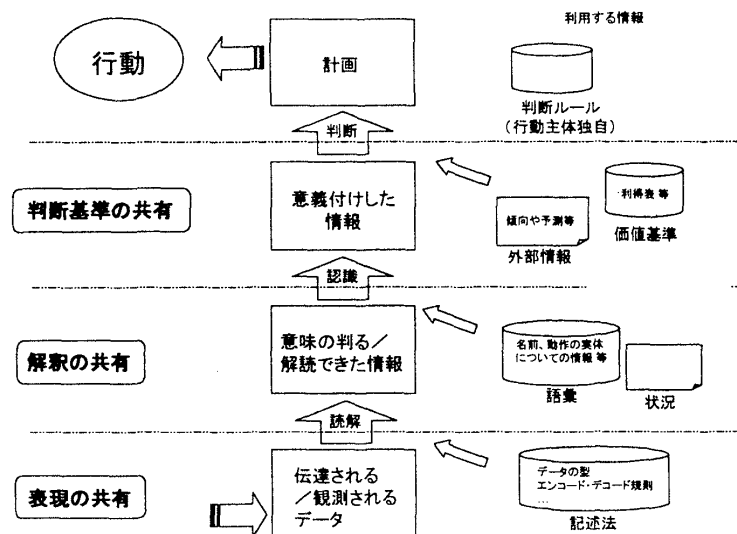 利用する情報
行動
計画
判断ルール
(行動主体独自)
判断
判断基準の共有
意義付けした
情報
傾向や予測等
外部情報
利得表 等
価値基準
認識
解釈の共有
意味の判る/
解読できた情報
名前、動作の実体
についての情報 等
語彙
状況
読解
表現の共有
伝達される
/観測される
データ
データの型
エンコード・デコード規則
...
記述法